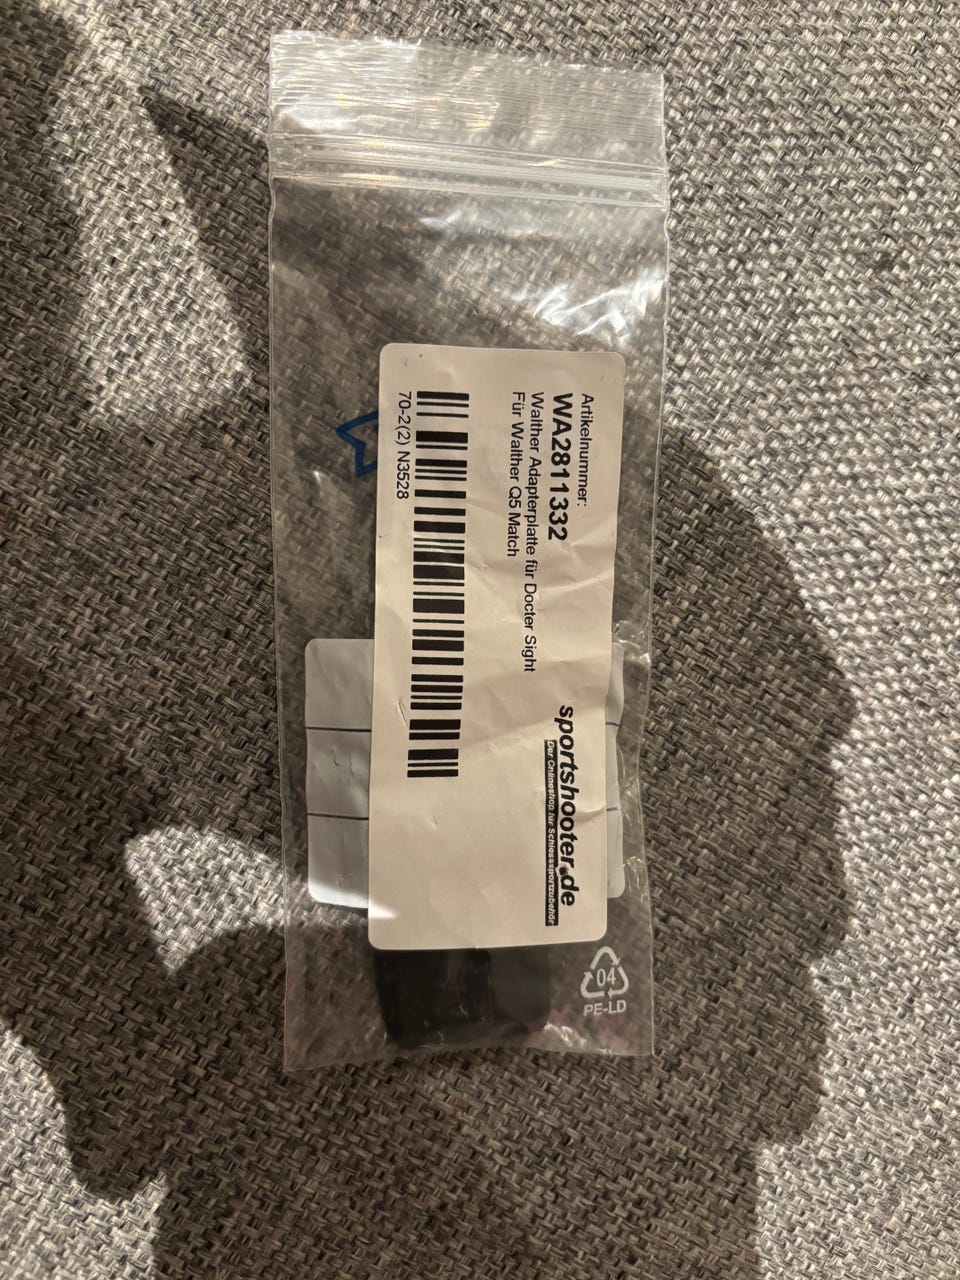 Artikelnummer:
WA2811332
Walther Adapterplatte für Docter Sight
Für Walther Q5 Match
70-2(2) N3528
sportshooter.de
Der Onlineshop für Schiesssportzubehör
04
PE-LD